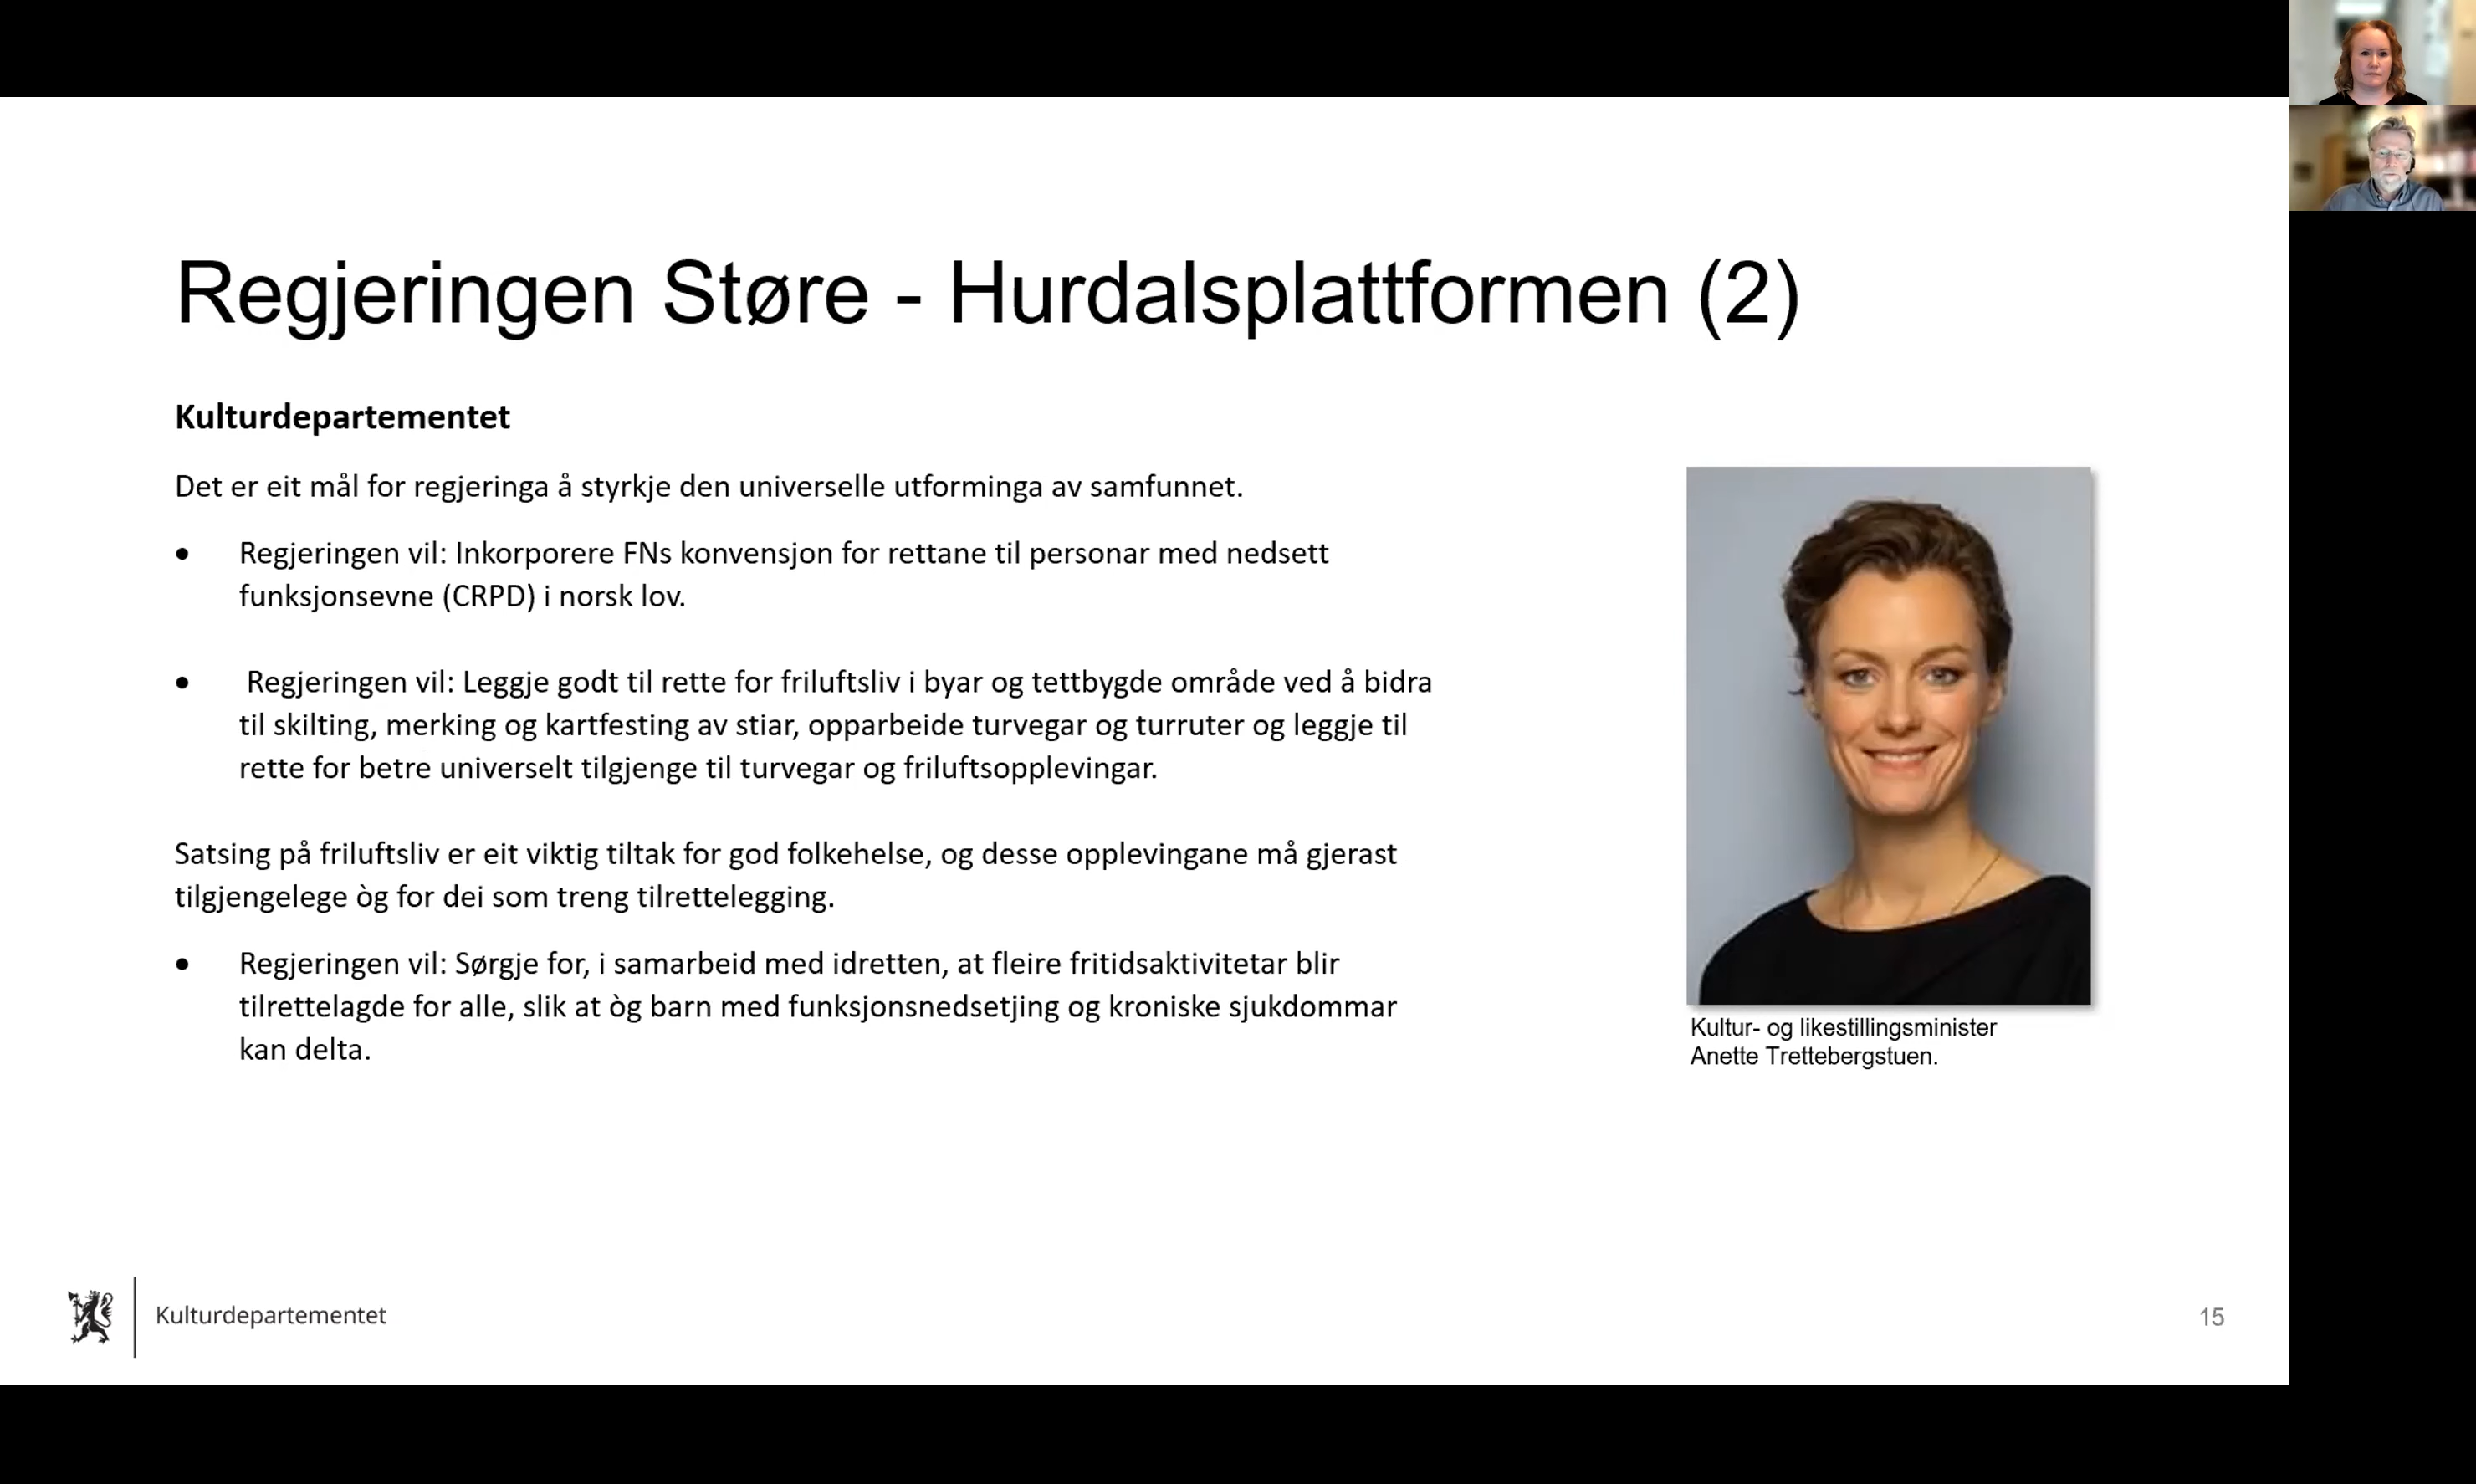 Regjeringen Støre - Hurdalsplattformen (2)
Kulturdepartementet
Det er eit mål for regjeringa å styrkje den universelle utforminga av samfunnet.
• Regjeringen vil: Inkorporere FNs konvensjon for rettane til personar med nedsett
funksjonsevne (CRPD) i norsk lov.
• Regjeringen vil: Leggje godt til rette for friluftsliv i byar og tettbygde område ved å bidra
til skilting, merking og kartfesting av stiar, opparbeide turvegar og turruter og leggje til
rette for betre universelt tilgjenge til turvegar og friluftsopplevingar.
Satsing på friluftsliv er eit viktig tiltak for god folkehelse, og desse opplevingane må gjerast
tilgjengelege òg for dei som treng tilrettelegging.
• Regjeringen vil: Sørgje for, i samarbeid med idretten, at fleire fritidsaktivitetar blir
tilrettelagde for alle, slik at òg barn med funksjonsnedsetjing og kroniske sjukdommar
kan delta.
Kultur- og likestillingsminister
Anette Trettebergstuen.
Kulturdepartementet
15